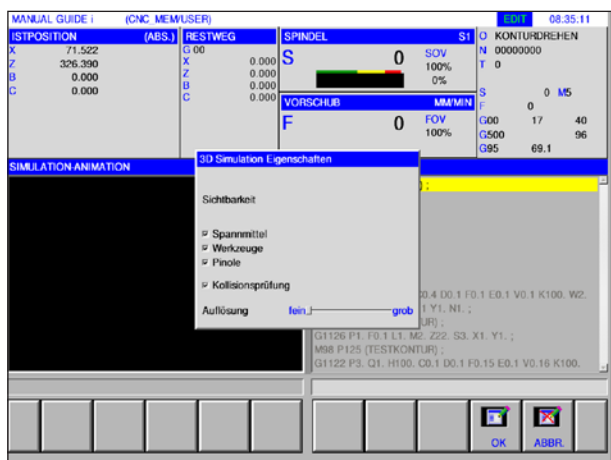 MANUAL GUIDE i (CNC_MEM/USER) EDIT 08:35:11
ISTPOSITION (ABS.)
X 71.522
Z 326.390
B 0.000
C 0.000
RESTWEG
G 00
X 0.000
Z 0.000
B 0.000
C 0.000
SPINDEL S1
S 0 SOV
100%
0%
VORSCHUB MM/MIN
F 0 FOV
100%
O KONTURDREHEN
N 00000000
T 0
S 0 M5
F 0
G00 17 40
G500 96
G95 69.1
SIMULATION-ANIMATION
) ;
3D Simulation Eigenschaften
Sichtbarkeit
Spannmittel
Werkzeuge
Pinole
Kollisionsprüfung
Auflösung fein grob
0.4 D0.1 F0.1 E0.1 V0.1 K100. W2.
1 Y1. N1. ;
UR) ;
G1126 P1. F0.1 L1. M2. Z22. S3. X1. Y1. ;
M98 P125 (TESTKONTUR) ;
G1122 P3. Q1. H100. C0.1 D0.1 F0.15 E0.1 V0.16 K100.
OK ABBR.